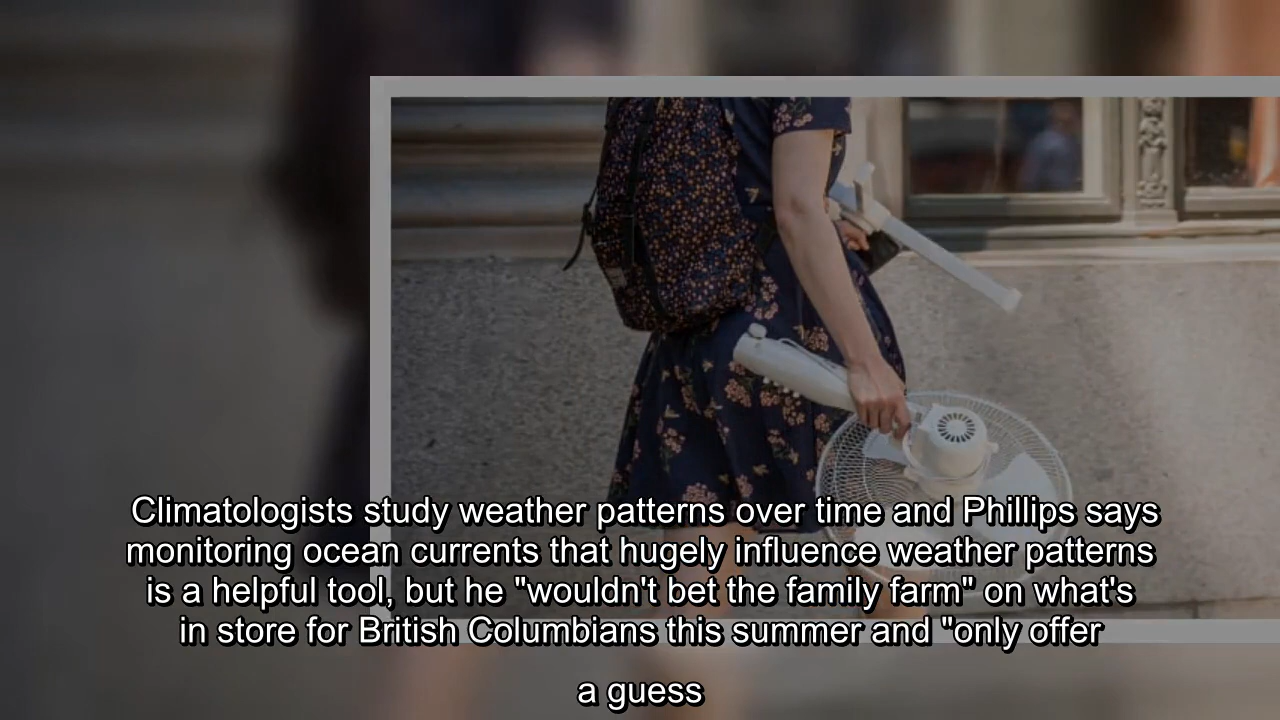 Climatologists study weather patterns over time and Phillips says
monitoring ocean currents that hugely influence weather patterns
is a helpful tool, but he "wouldn't bet the family farm" on what's
in store for British Columbians this summer and "only offer
a guess